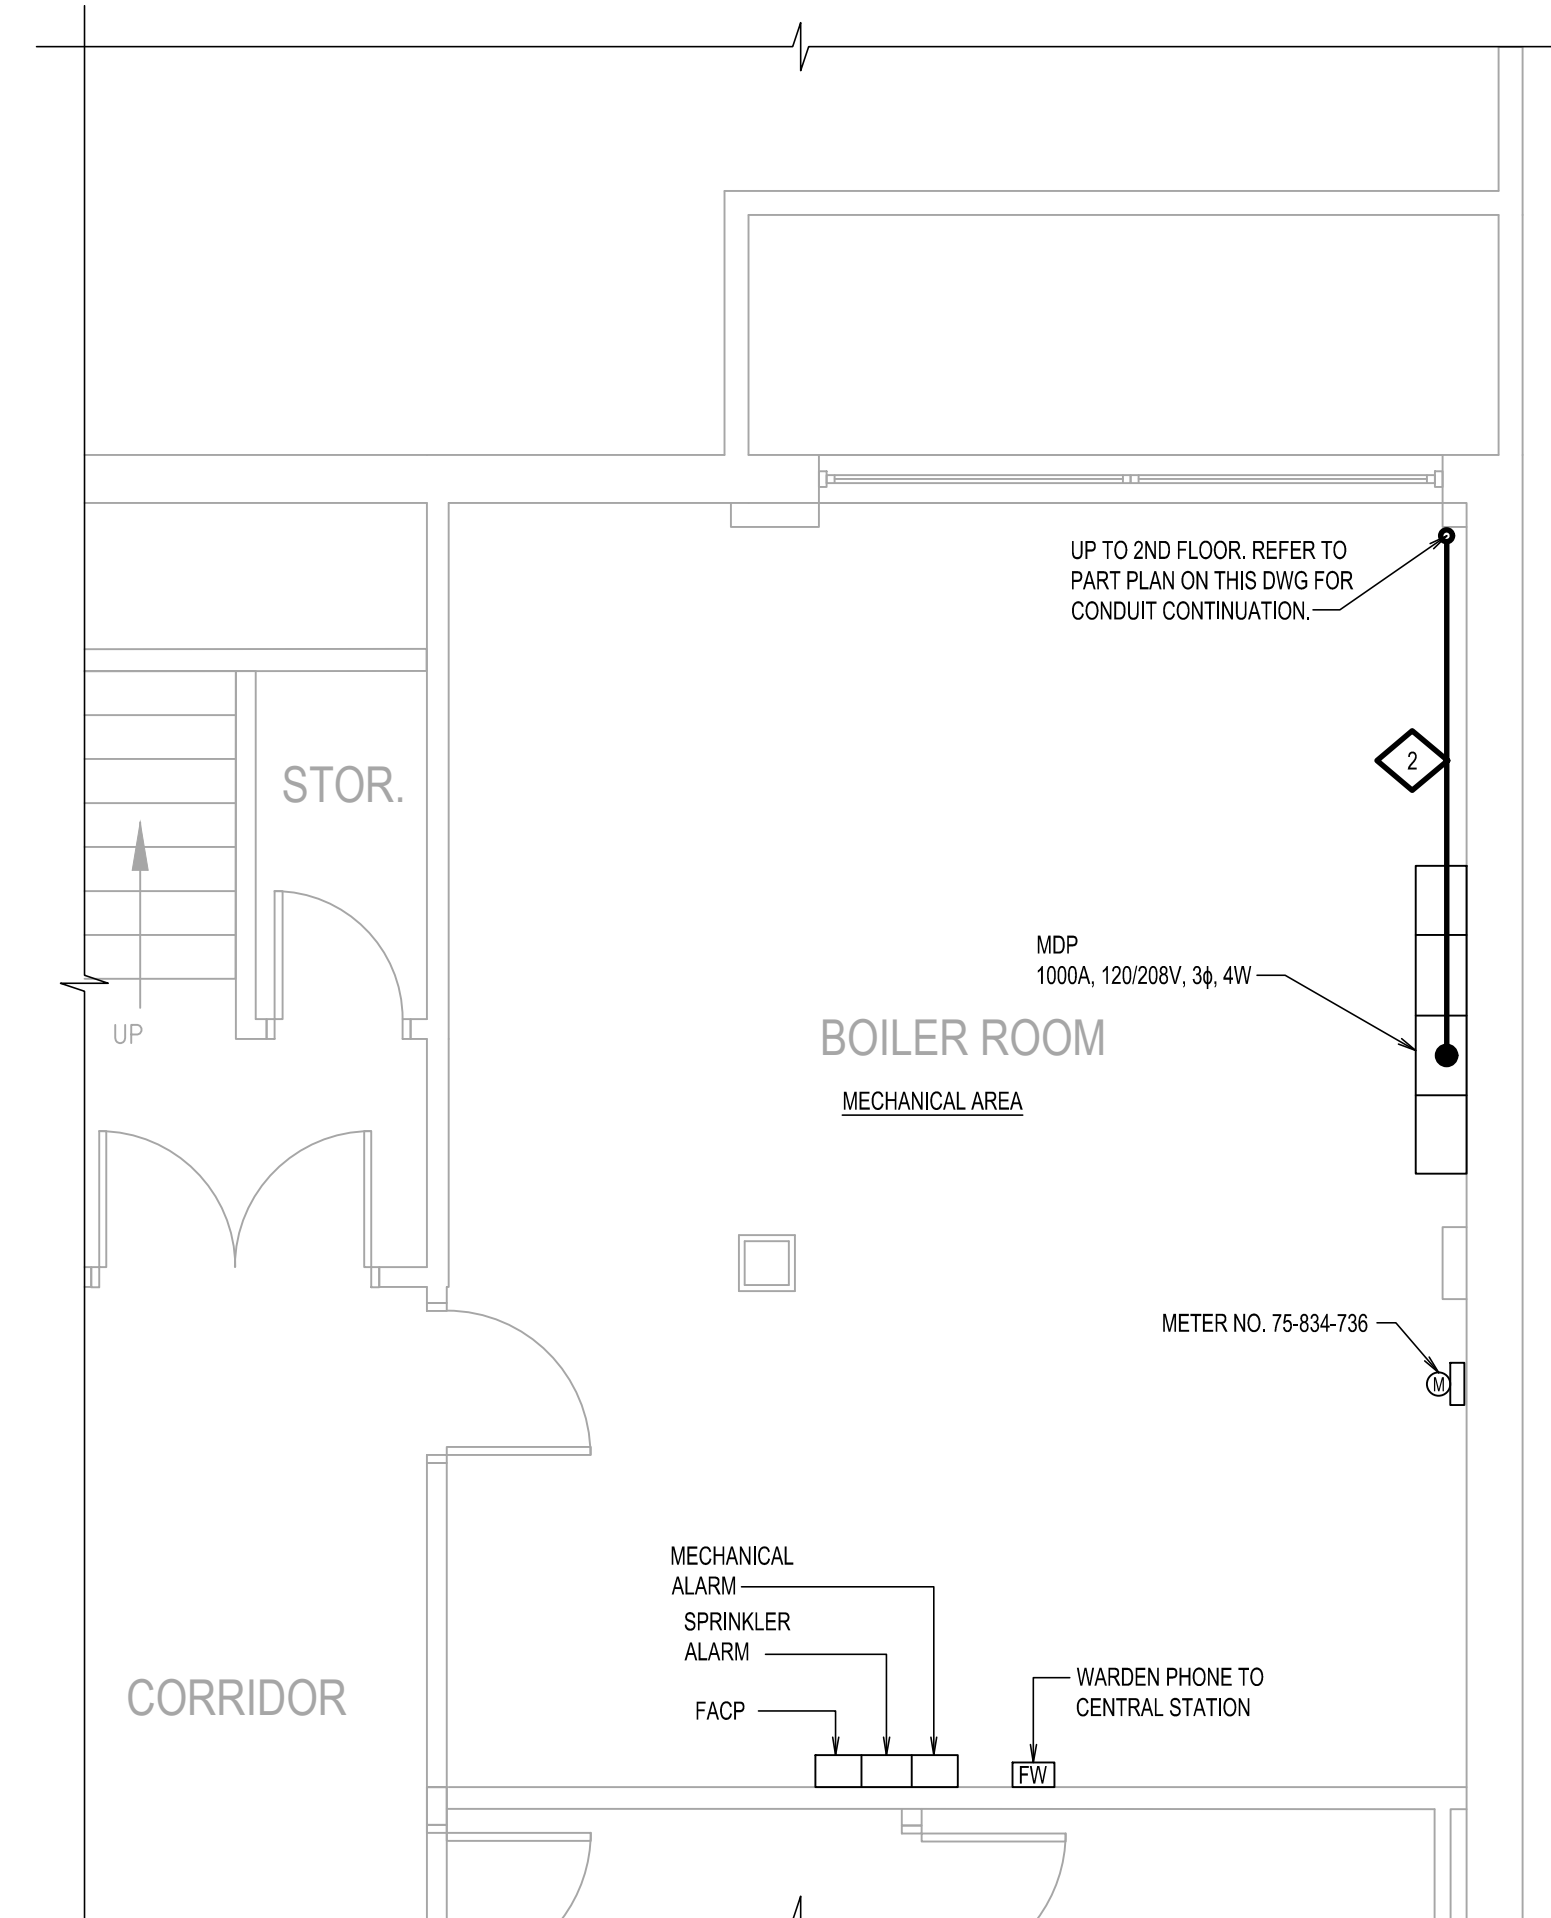 UP TO 2ND FLOOR. REFER TO
PART PLAN ON THIS DWG FOR
CONDUIT CONTINUATION.
2
STOR.
UP
MDP
1000A, 120/208V, 3ϕ, 4W
BOILER ROOM
MECHANICAL AREA
METER NO. 75-834-736
M
MECHANICAL
ALARM
SPRINKLER
ALARM
FACP
WARDEN PHONE TO
CENTRAL STATION
FW
CORRIDOR